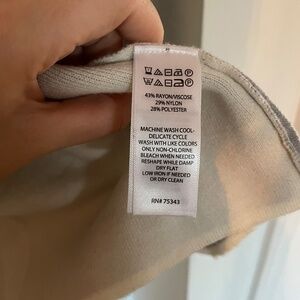 43% RAYON/VISCOSE
29% NYLON
28% POLYESTER
MACHINE WASH COOL-
DELICATE CYCLE
WASH WITH LIKE COLORS
ONLY NON-CHLORINE
BLEACH WHEN NEEDED
RESHAPE WHILE DAMP
DRY FLAT
LOW IRON IF NEEDED
OR DRY CLEAN
RN# 75343